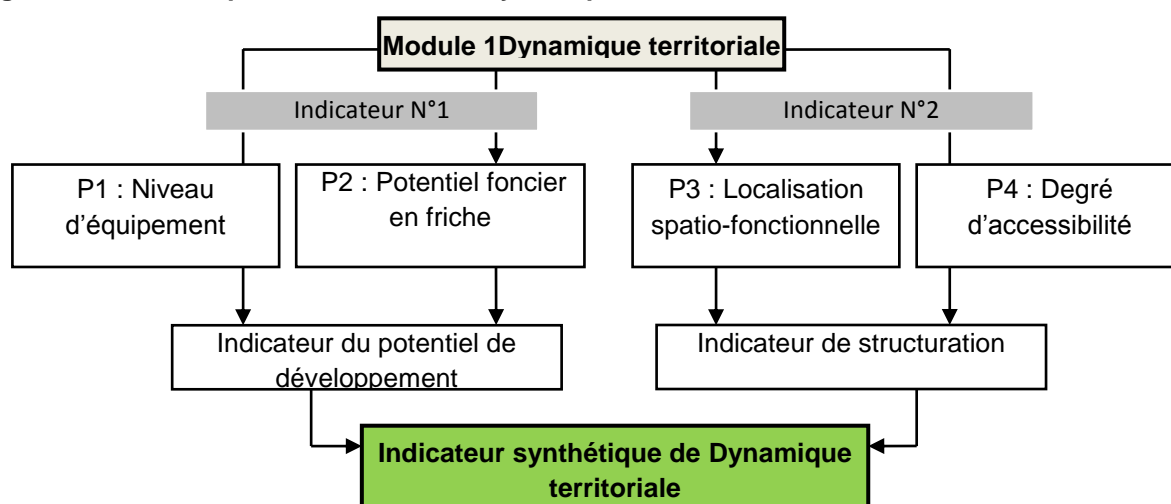 Module 1Dynamique territoriale
Indicateur N°1
Indicateur N°2
P1 : Niveau
d'équipement
P2 : Potentiel foncier
en friche
P3 : Localisation
spatio-fonctionnelle
P4 : Degré
d'accessibilité
Indicateur du potentiel de
développement
Indicateur de structuration
Indicateur synthétique de Dynamique
territoriale